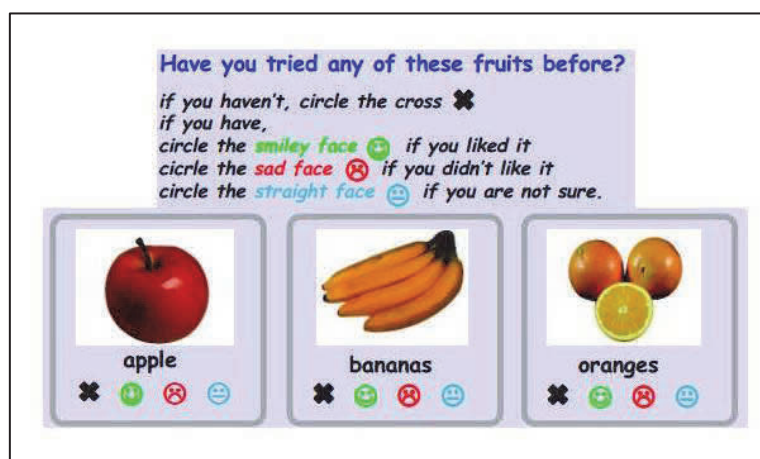 Have you tried any of these fruits before?
if you haven't, circle the cross
if you have,
circle the smiley face if you liked it
cicrle the sad face if you didn't like it
circle the straight face if you are not sure.
apple
bananas
oranges